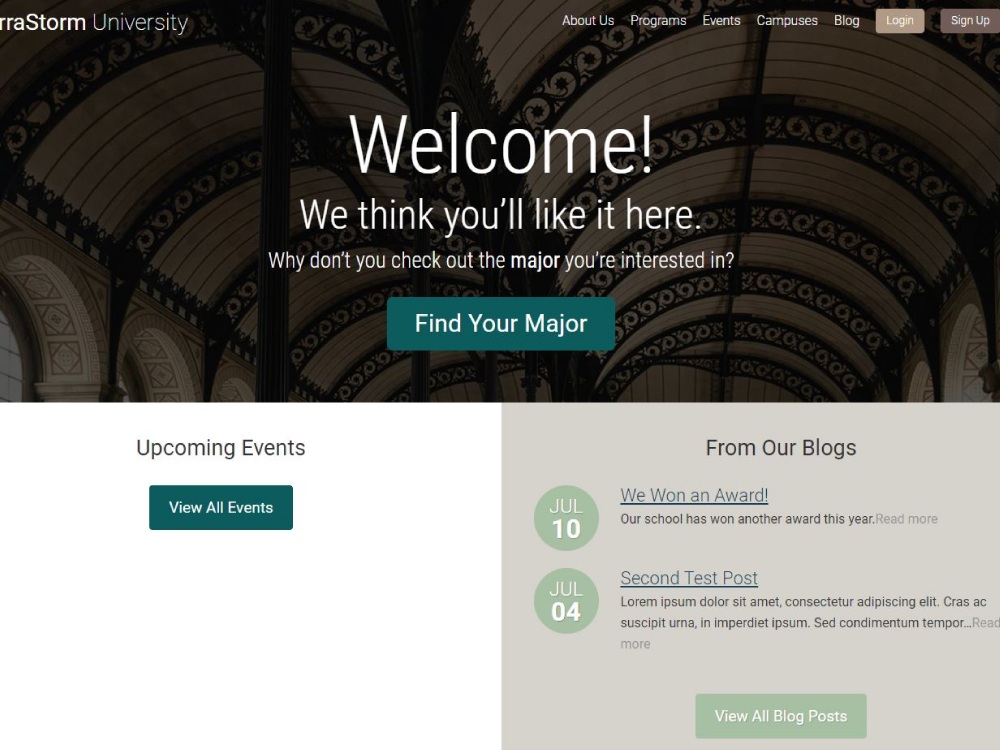 rraStorm University
About Us Programs Events Campuses Blog Login Sign Up
Welcome!
We think you'll like it here.
Why don't you check out the major you're interested in?
Find Your Major
Upcoming Events
View All Events
From Our Blogs
JUL
10
We Won an Award!
Our school has won another award this year.Read more
JUL
04
Second Test Post
Lorem ipsum dolor sit amet, consectetur adipiscing elit. Cras ac
suscipit urna, in imperdiet ipsum. Sed condimentum tempor...Read
more
View All Blog Posts